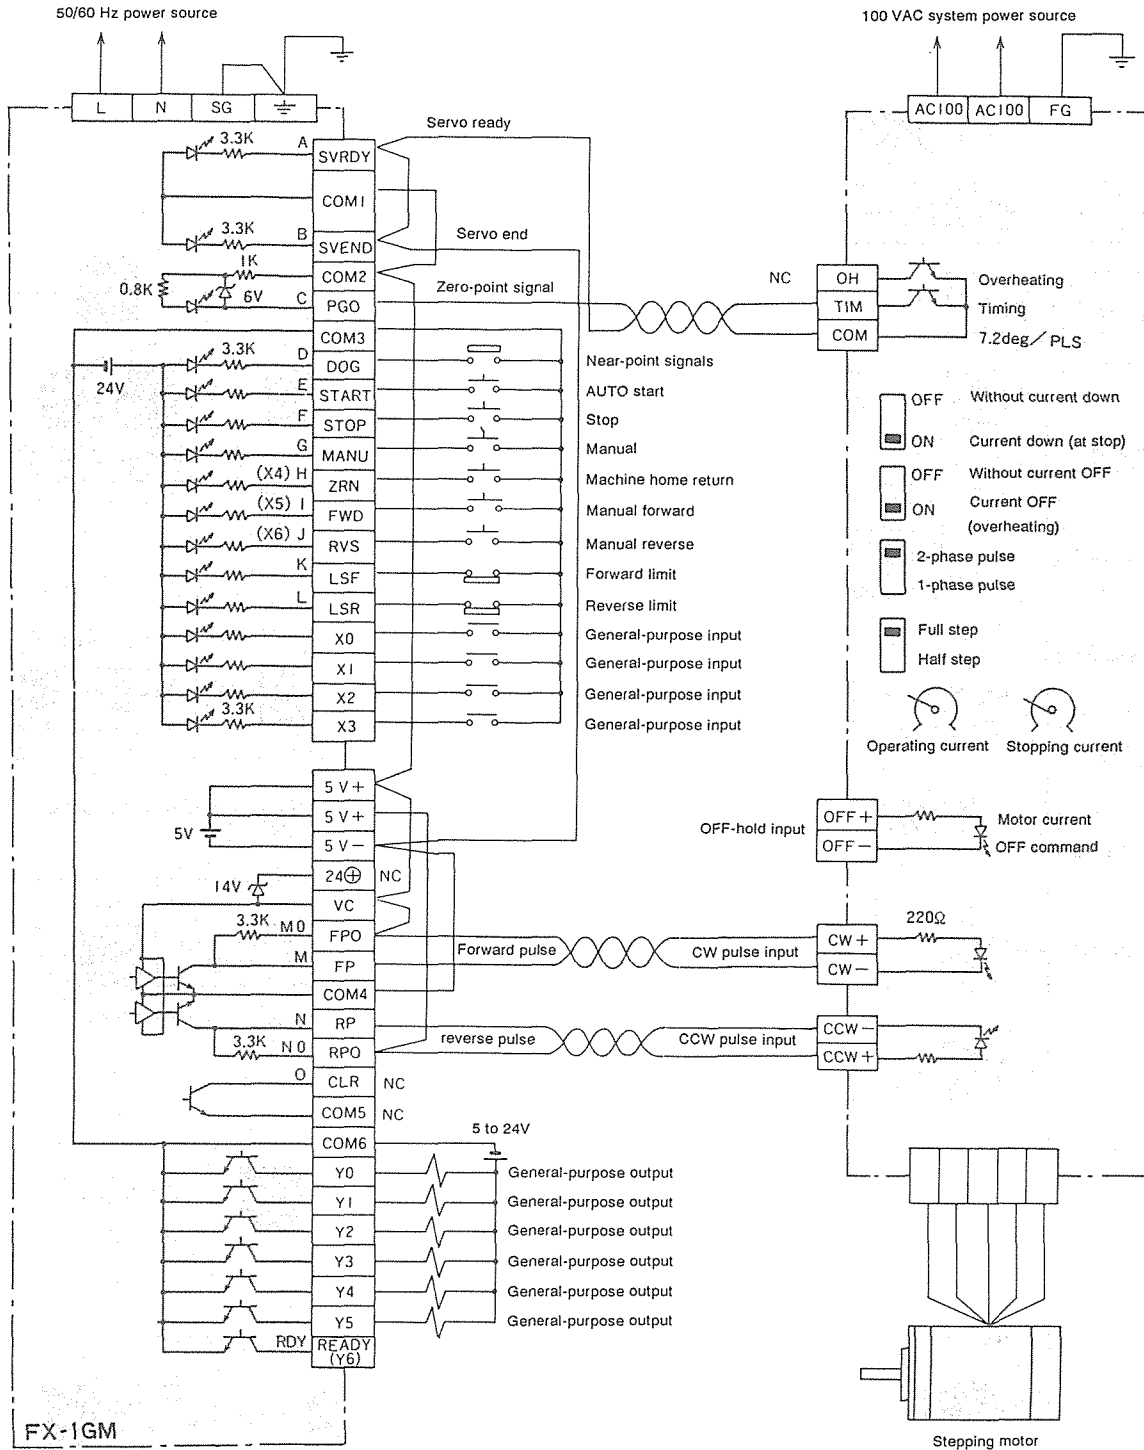 50/60 Hz power source
100 VAC system power source
L N SG
AC100 AC100 FG
Servo ready
3.3K A SVRDY
COM1
3.3K B SVEND
Servo end
1K COM2
0.8K 6V C PGO
Zero-point signal
NC OH Overheating
TIM Timing
COM 7.2deg/PLS
COM3
24V
3.3K D DOG Near-point signals
E START AUTO start
F STOP Stop
G MANU Manual
(X4) H ZRN Machine home return
(X5) I FWD Manual forward
(X6) J RVS Manual reverse
K LSF Forward limit
L LSR Reverse limit
X0 General-purpose input
X1 General-purpose input
X2 General-purpose input
3.3K X3 General-purpose input
OFF Without current down
ON Current down (at stop)
OFF Without current OFF
ON Current OFF
(overheating)
2-phase pulse
1-phase pulse
Full step
Half step
Operating current Stopping current
5V
5V+
5V+
5V−
14V 24⊕ NC
VC
3.3K M0 FPO
M FP
COM4
N RP
3.3K N0 RPO
O CLR NC
COM5 NC
OFF-hold input
OFF+ Motor current
OFF− OFF command
Forward pulse CW pulse input
CW+ 220Ω
CW−
reverse pulse CCW pulse input
CCW−
CCW+
COM6 5 to 24V
Y0 General-purpose output
Y1 General-purpose output
Y2 General-purpose output
Y3 General-purpose output
Y4 General-purpose output
Y5 General-purpose output
RDY READY
(Y6)
FX-1GM
Stepping motor